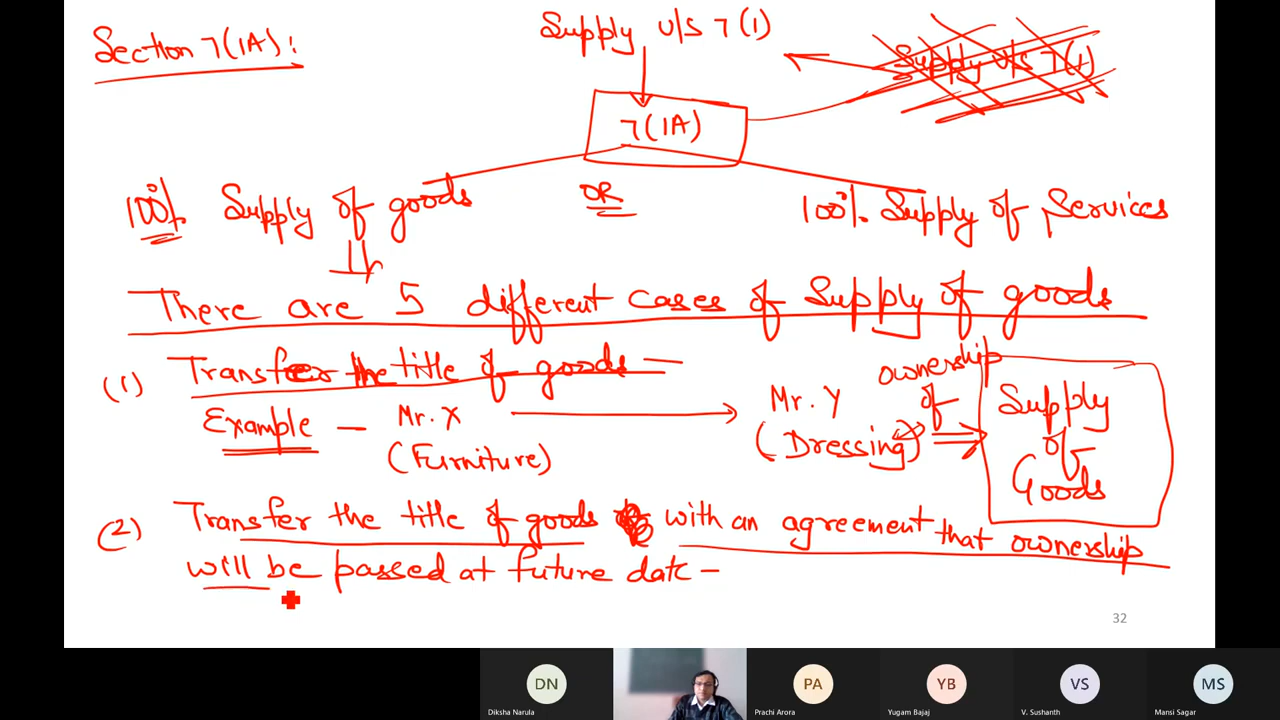 Section 7(1A):
Supply u/s 7(1)
Supply u/s 7(1)
7(1A)
100% Supply of goods
OR
100% Supply of Services
There are 5 different cases of Supply of goods
(1) Transfer the title of goods —
Example — Mr. X
(Furniture)
Mr. Y
(Dressing)
ownership
of
Supply
of
Goods
(2) Transfer the title of goods with an agreement that ownership
will be passed at future date —
32
DN
PA
YB
VS
MS
Diksha Narula
Prachi Arora
Yugam Bajaj
V. Sushanth
Mansi Sagar